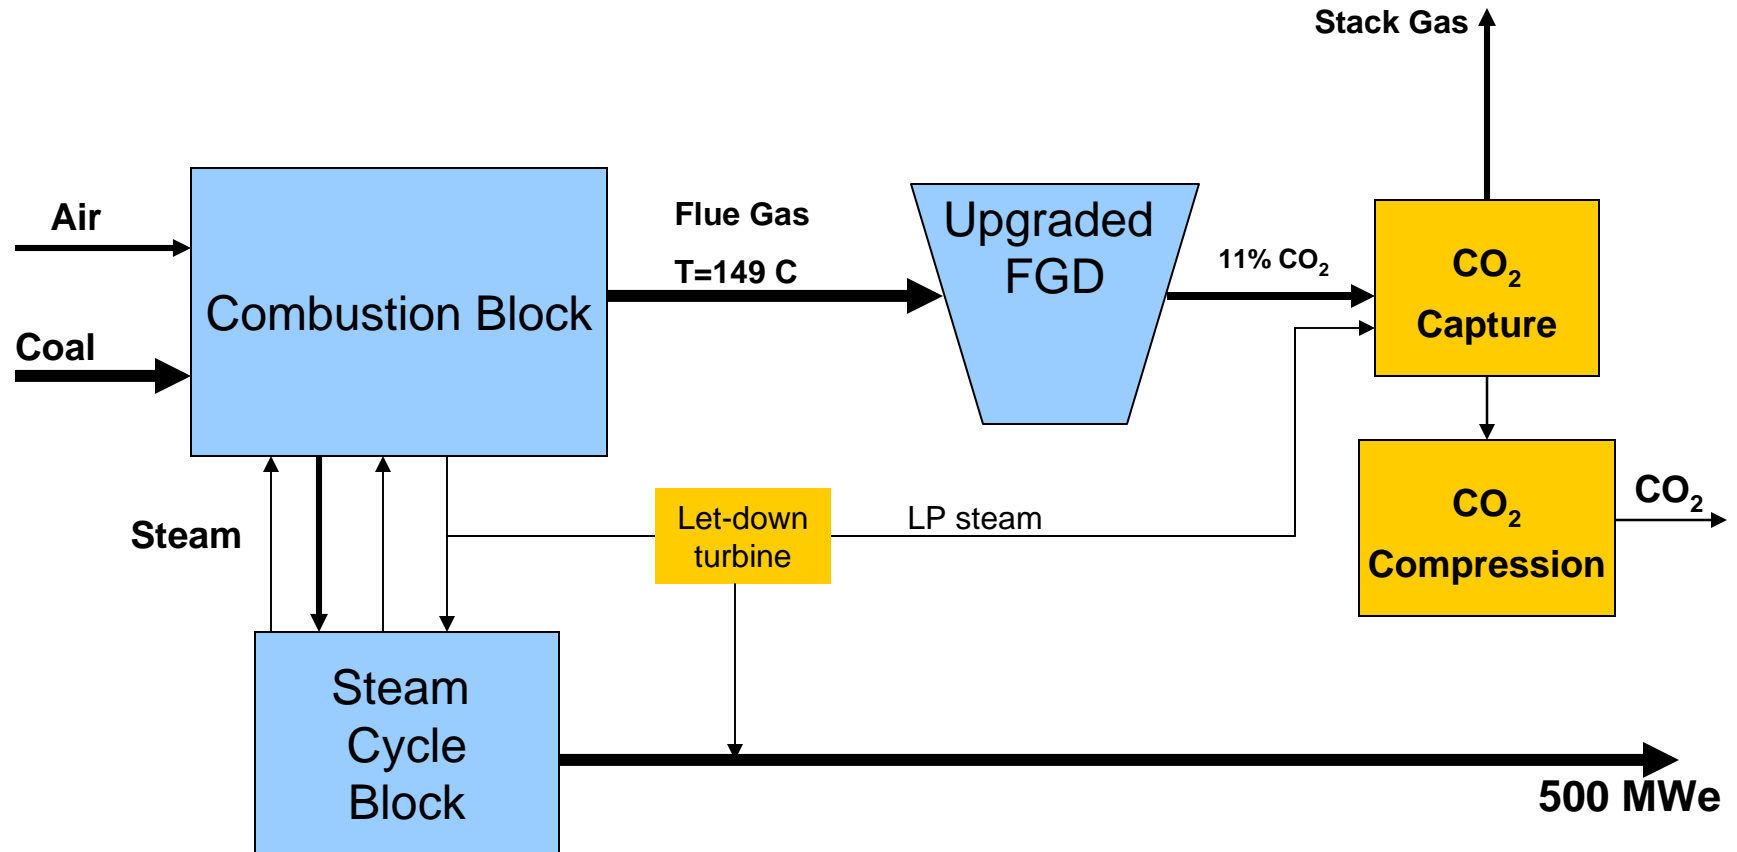 Stack Gas
Air
Flue Gas
T=149 C
Upgraded
FGD
11% CO₂
CO₂
Capture
Combustion Block
Coal
Steam
Let-down
turbine
LP steam
CO₂
Compression
CO₂
Steam
Cycle
Block
500 MWe